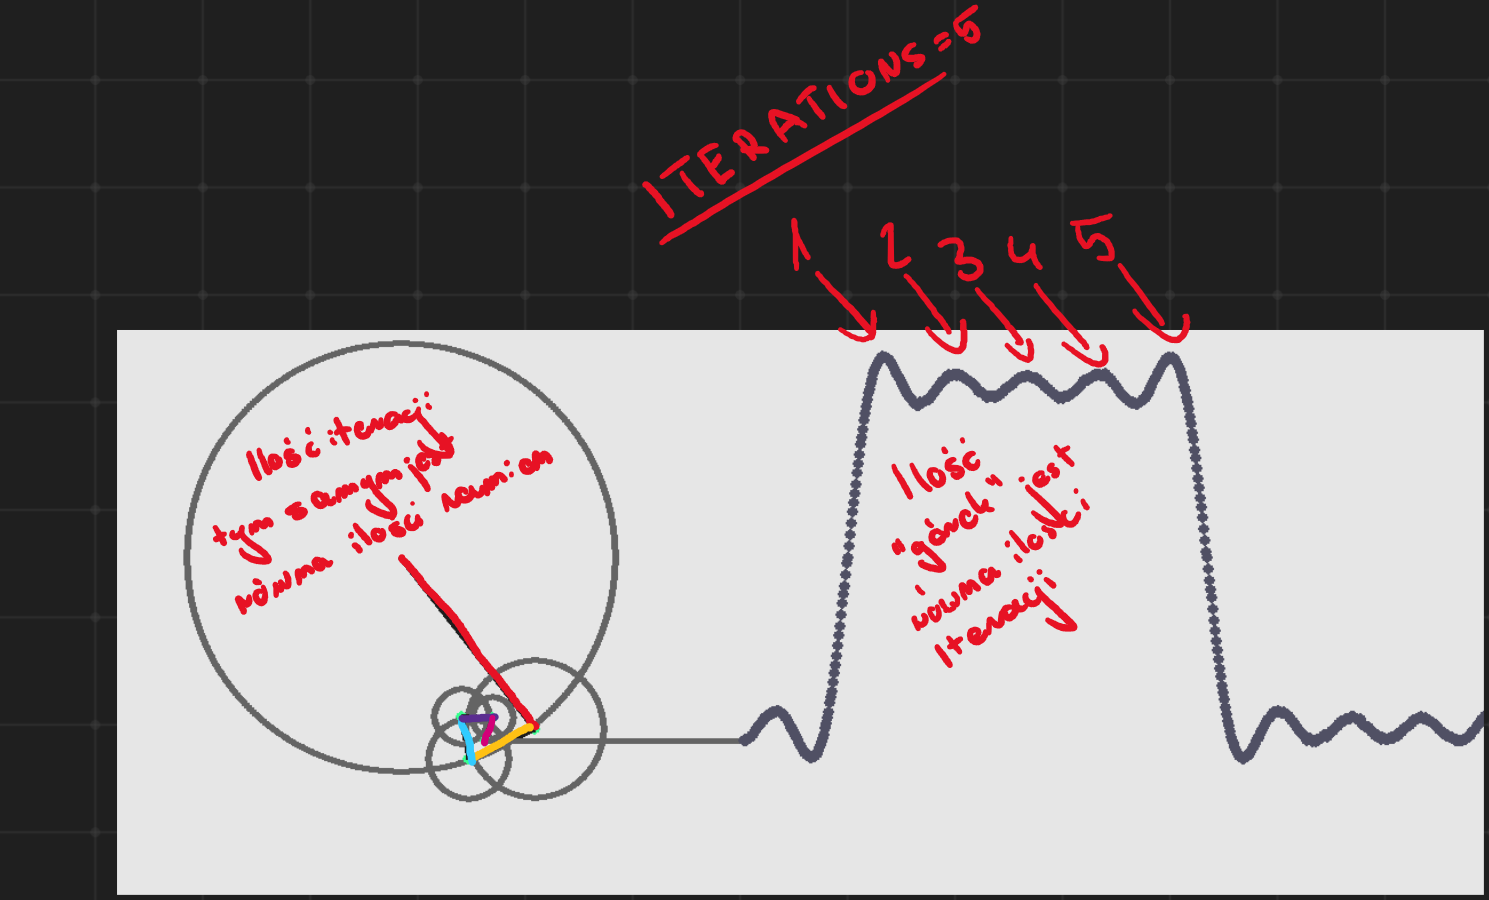 ITERATIONS=5
1 2 3 4 5
Ilość iteracji
tym samym jest
równa ilości ramion
Ilość
"górek" jest
równa ilości
iteracji